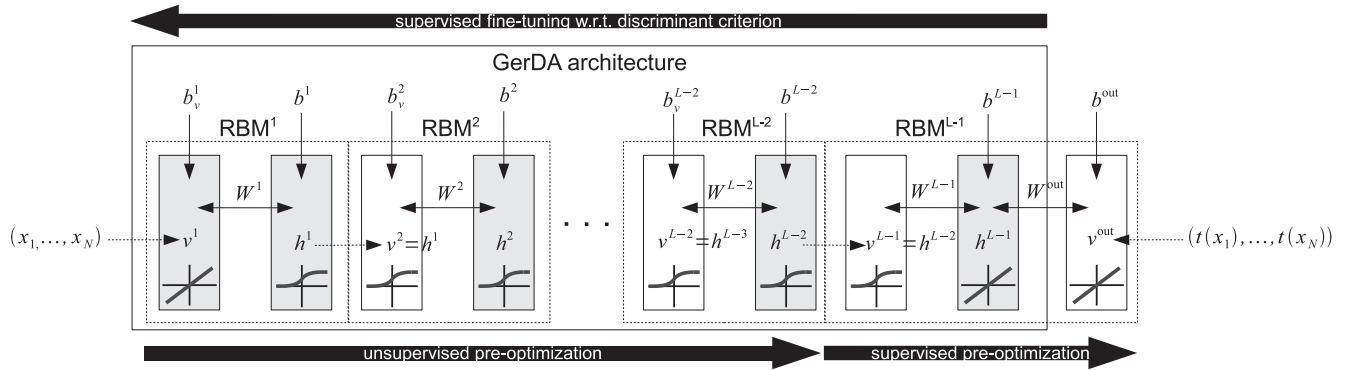 supervised fine-tuning w.r.t. discriminant criterion
GerDA architecture
b_v^1 b^1 b_v^2 b^2 b_v^{L-2} b^{L-2} b^{L-1} b^{out}
RBM^1 RBM^2 RBM^{L-2} RBM^{L-1}
W^1 W^2 W^{L-2} W^{L-1} W^{out}
. . .
(x_1,...,x_N) v^1 h^1 v^2=h^1 h^2 v^{L-2}=h^{L-3} h^{L-2} v^{L-1}=h^{L-2} h^{L-1} v^{out} (t(x_1),...,t(x_N))
unsupervised pre-optimization supervised pre-optimization